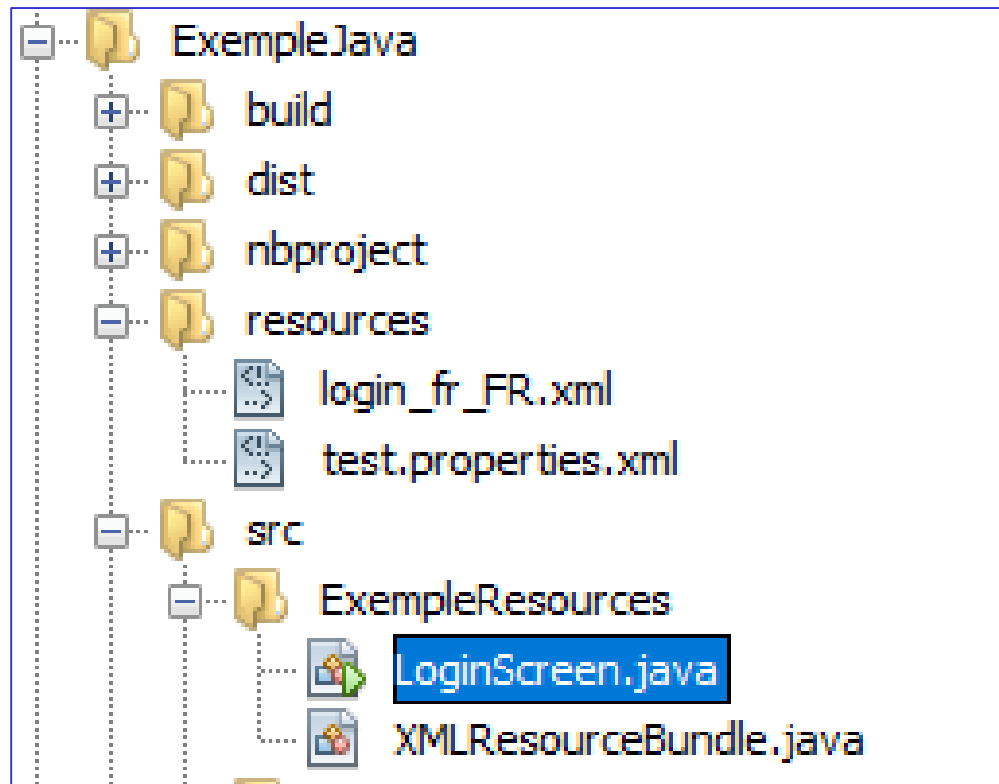 ExempleJava
build
dist
nbproject
resources
login_fr_FR.xml
test.properties.xml
src
ExempleResources
LoginScreen.java
XMLResourceBundle.java